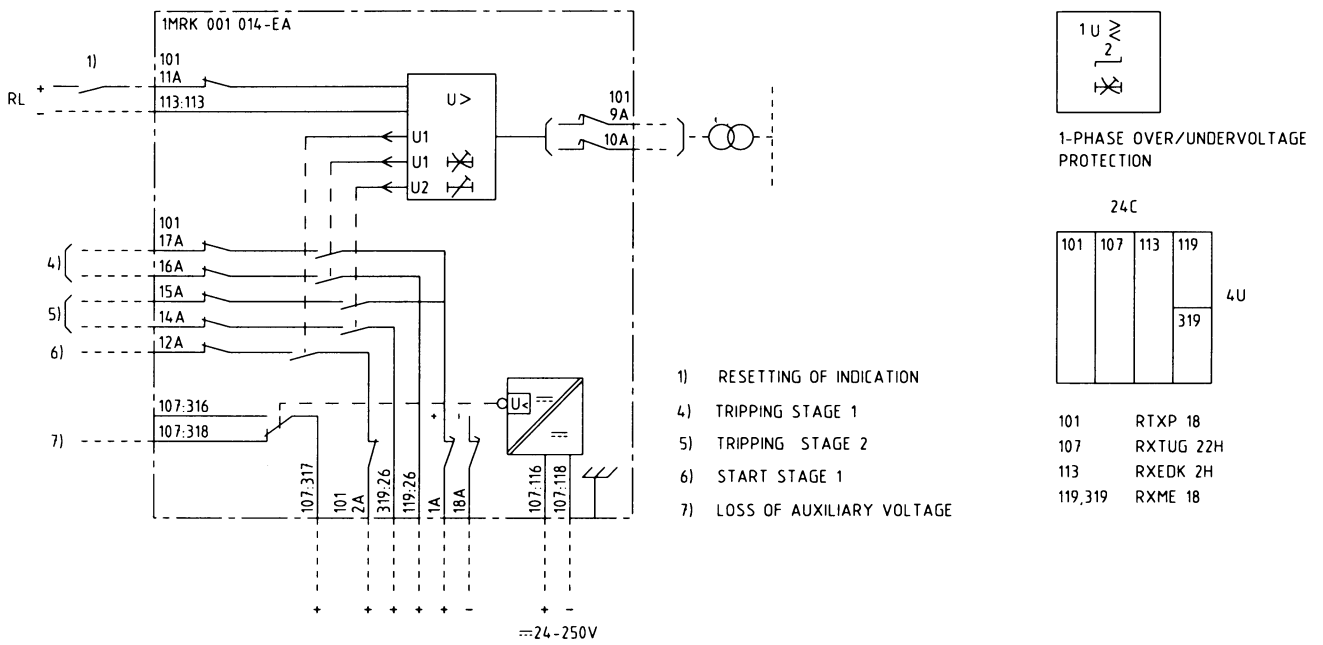 1MRK 001 014-EA
1)
101
11A
RL
+
-
113:113
U>
U1
U1
U2
101
9A
10A
101
17A
4)
16A
15A
5)
14A
6)
12A
107:316
7)
107:318
107:317
101
2A
319:26
119:26
+
1A
-
18A
U<
107:116
107:118
+ + + + + - + -
24-250V
1) RESETTING OF INDICATION
4) TRIPPING STAGE 1
5) TRIPPING STAGE 2
6) START STAGE 1
7) LOSS OF AUXILIARY VOLTAGE
1U ≷
2
1-PHASE OVER/UNDERVOLTAGE
PROTECTION
24C
101 107 113 119
319
4U
101 RTXP 18
107 RXTUG 22H
113 RXEDK 2H
119,319 RXME 18